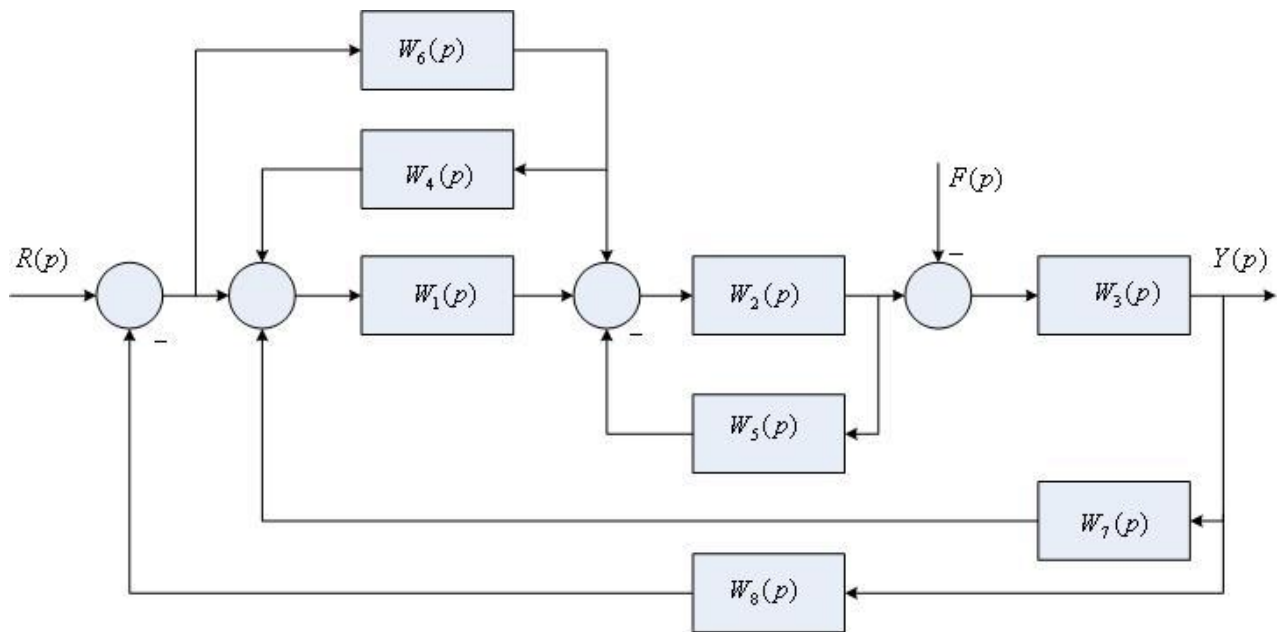 W₆(p)
W₄(p)
F(p)
R(p)
W₁(p)
W₂(p)
W₃(p)
Y(p)
–
–
–
W₅(p)
W₇(p)
W₈(p)